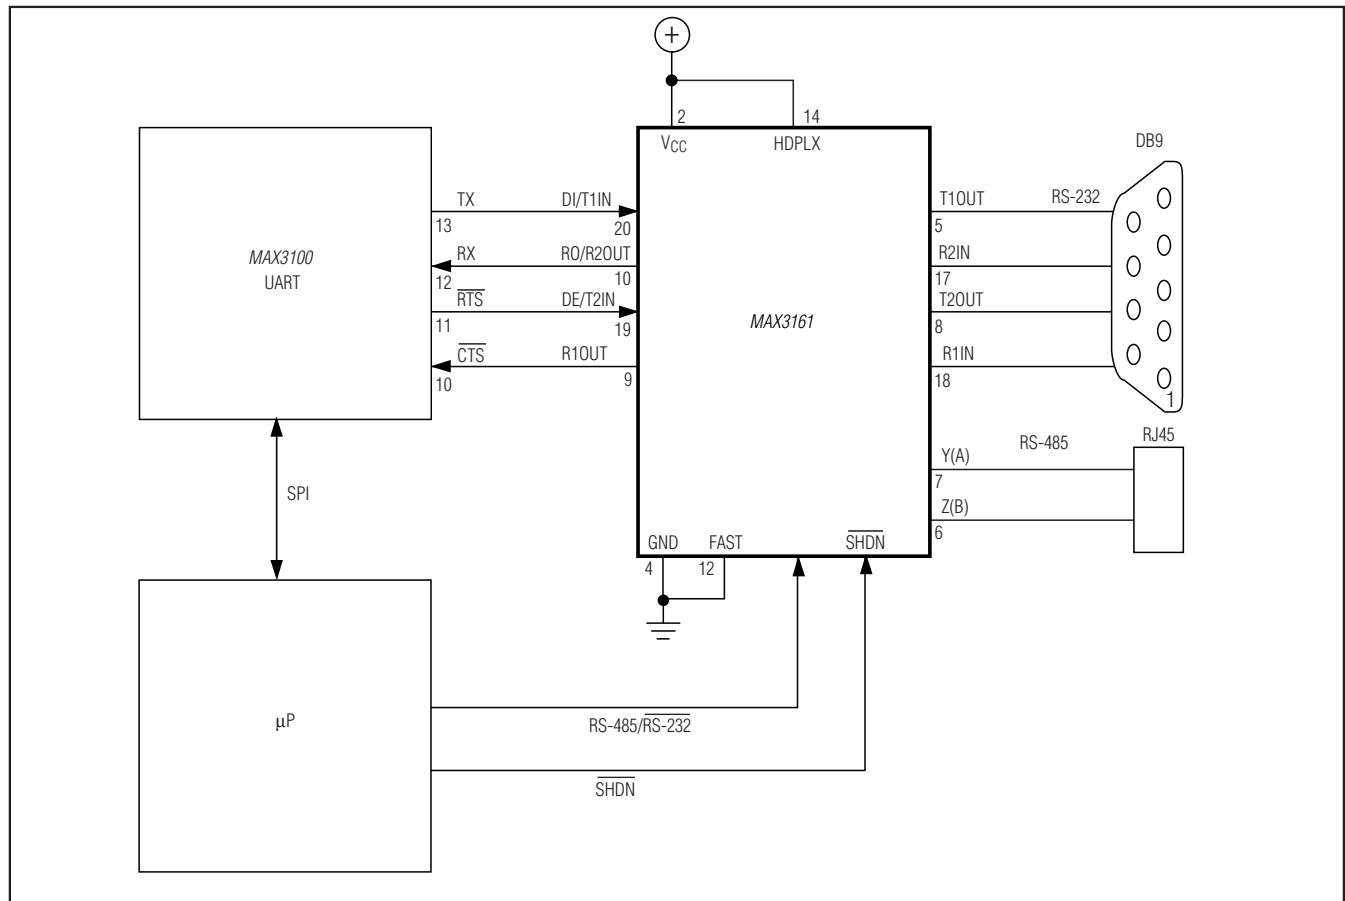 +
2 14
VCC HDPLX
DB9
TX DI/T1IN
13 20
T1OUT RS-232
5
MAX3100
UART
RX RO/R2OUT
12 10
R2IN
17
RTS DE/T2IN
11 19
T2OUT
8
MAX3161
CTS R1OUT
10 9
R1IN
18
1
RJ45
RS-485
Y(A)
7
Z(B)
6
SPI
GND FAST SHDN
4 12
µP
RS-485/RS-232
SHDN